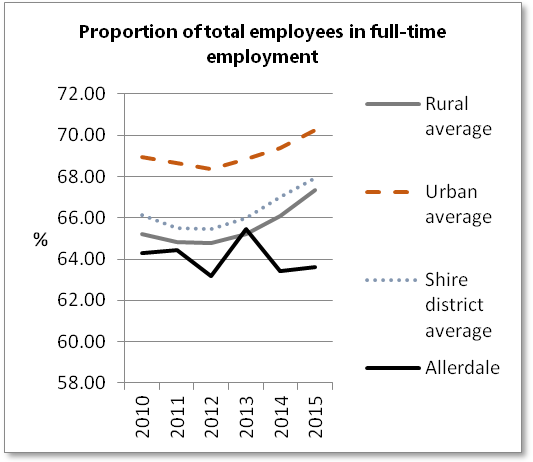 Proportion of total employees in full-time
employment
72.00
70.00
68.00
66.00
64.00
62.00
60.00
58.00
%
2010
2011
2012
2013
2014
2015
Rural
average
Urban
average
Shire
district
average
Allerdale